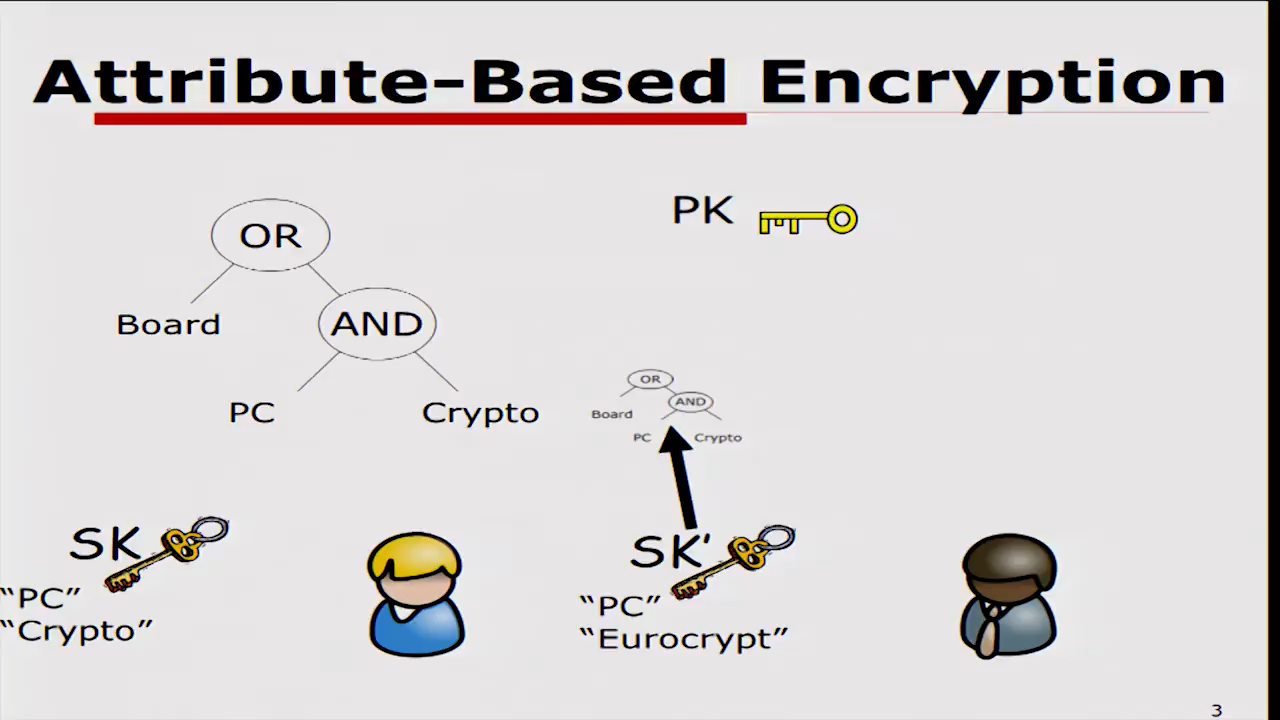 Attribute-Based Encryption
PK
OR
Board
AND
PC
Crypto
OR
AND
Board
PC
Crypto
SK
"PC"
"Crypto"
SK'
"PC"
"Eurocrypt"
3